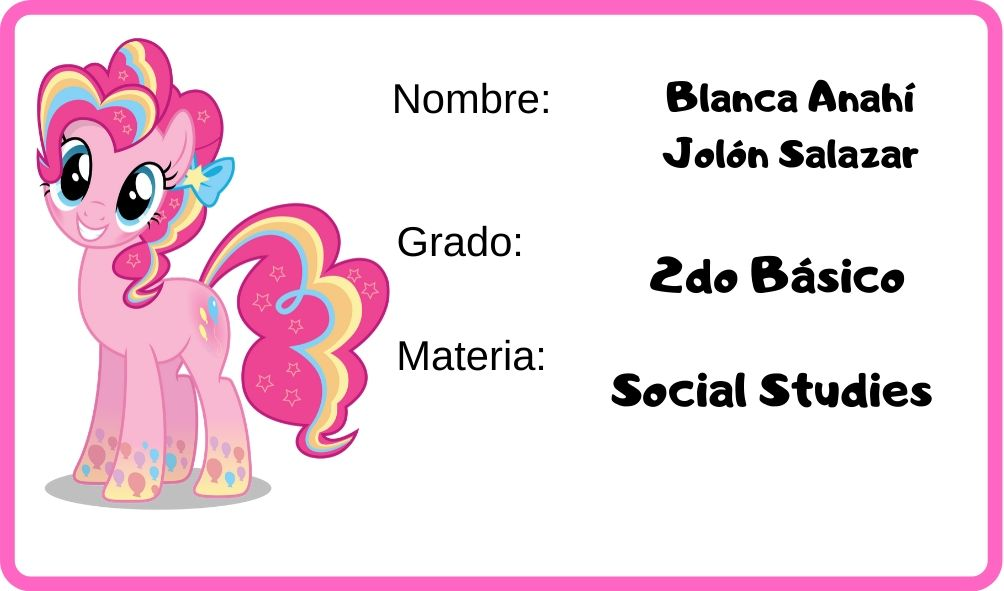 Nombre: Blanca Anahí
Jolón Salazar
Grado: 2do Básico
Materia: Social Studies